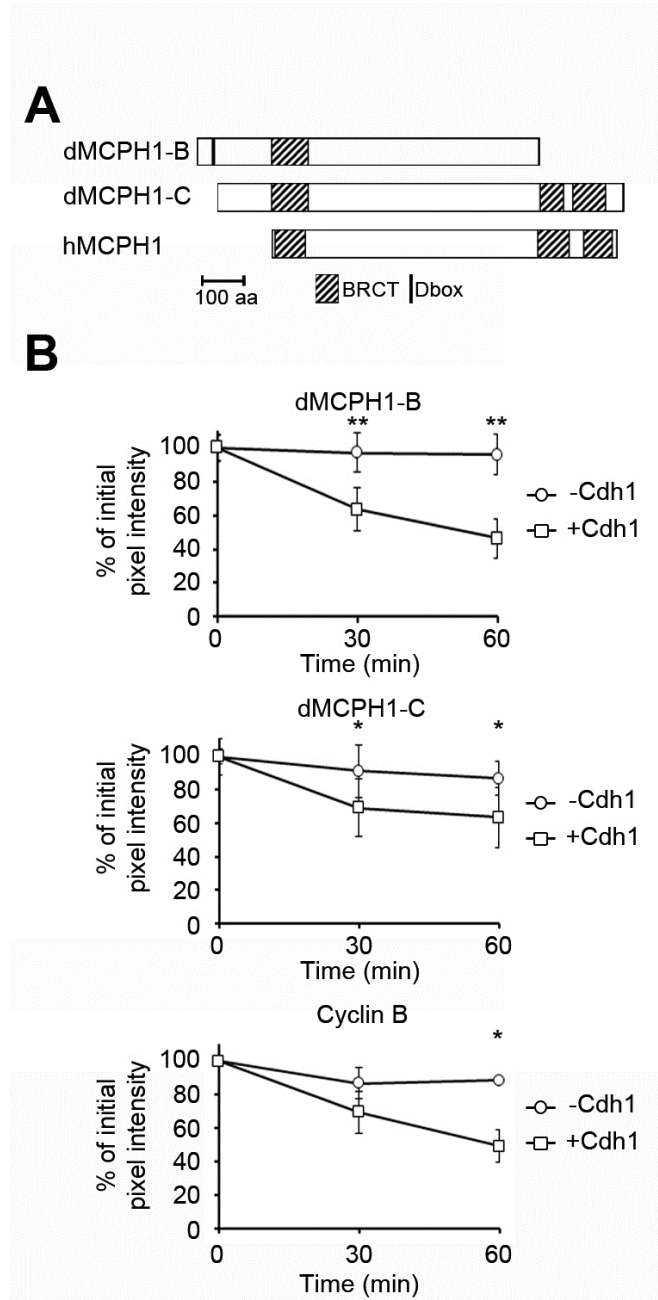 A
dMCPH1-B
dMCPH1-C
hMCPH1
100 aa
BRCT
Dbox
B
dMCPH1-B
** **
100
80
60
40
20
0
% of initial
pixel intensity
-Cdh1
+Cdh1
0 30 60
Time (min)
dMCPH1-C
* *
100
80
60
40
20
0
% of initial
pixel intensity
-Cdh1
+Cdh1
0 30 60
Time (min)
Cyclin B
*
100
80
60
40
20
0
% of initial
pixel intensity
-Cdh1
+Cdh1
0 30 60
Time (min)